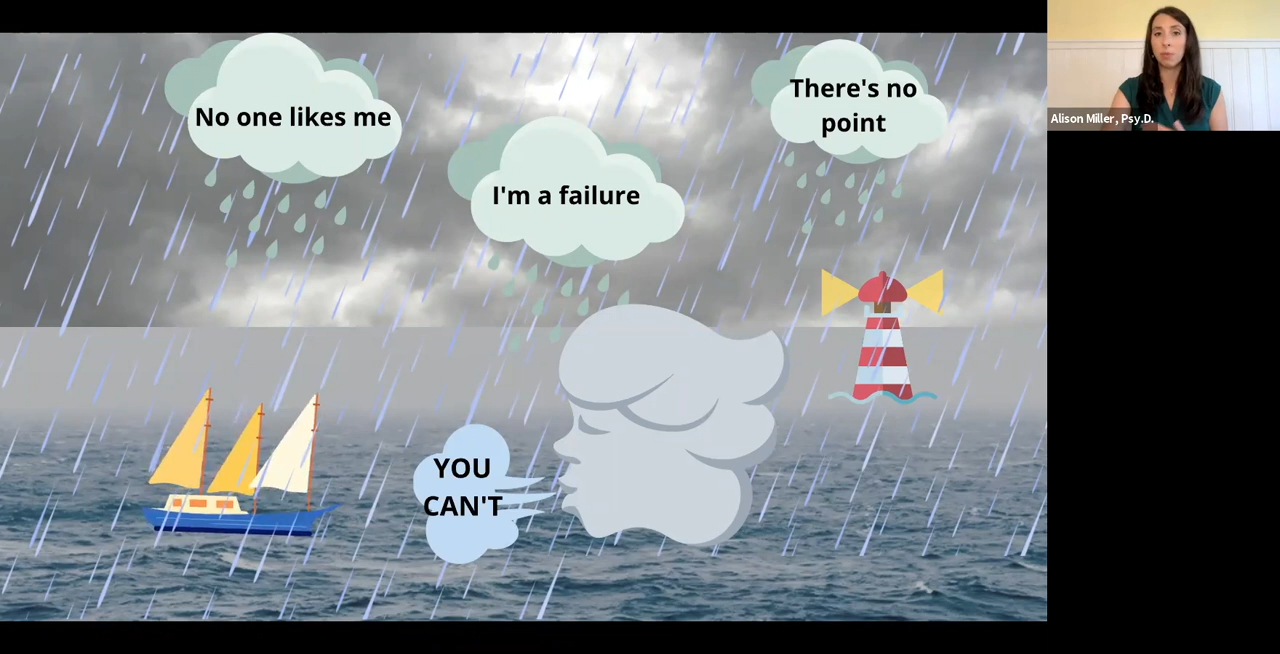 No one likes me
I'm a failure
There's no
point
YOU
CAN'T
Alison Miller, Psy.D.